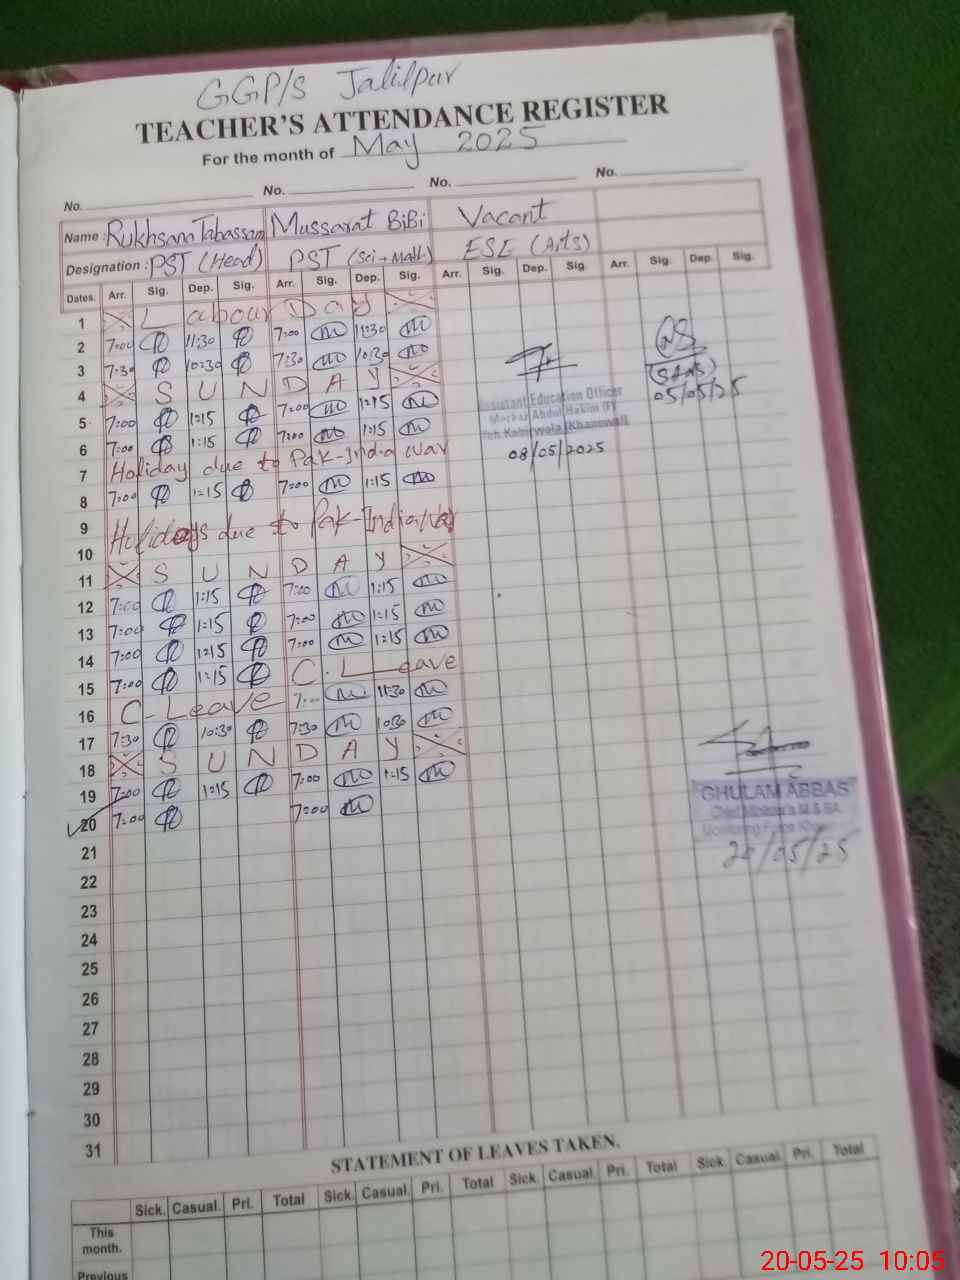 GGP/S Jalilpur
TEACHER'S ATTENDANCE REGISTER
For the month of May 2025
No. No. No. No.
Name : Rukhsana Tabassam Mussarat BiBi Vacant
Designation : PST (Head) PST (Sci + Math) ESE (Arts)
Dates. Arr. Sig. Dep. Sig. Arr. Sig. Dep. Sig. Arr. Sig. Dep. Sig. Arr. Sig. Dep. Sig.
1 Labour Day
2 7:00 11:30 7:00 11:30
3 7:30 10:30 7:30 10:30
4 S U N D A Y
5 7:00 1:15 7:00 1:15
6 7:00 1:15 7:00 1:15
7 Holiday due to Pak-India War
8 7:00 1:15 7:00 1:15
9 Holidays due to Pak-India War
10
11 S U N D A Y
12 7:00 1:15 7:00 1:15
13 7:00 1:15 7:00 1:15
14 7:00 1:15 7:00 1:15
15 7:00 1:15 C. Leave
16 C. Leave 7:00 11:30
17 7:30 10:30 7:30 10:30
18 S U N D A Y
19 7:00 1:15 7:00 1:15
20 7:00 7:00
21
22
23
24
25
26
27
28
29
30
31
Assistant Education Officer
Markaz Abdul Hakim (F)
Teh. Kabirwala (Khanewal)
08/05/2025
05/05/25
GHULAM ABBAS
20/05/25
STATEMENT OF LEAVES TAKEN.
Sick. Casual. Pri. Total Sick. Casual. Pri. Total Sick. Casual. Pri. Total Sick. Casual. Pri. Total
This month.
Previous
20-05-25 10:05